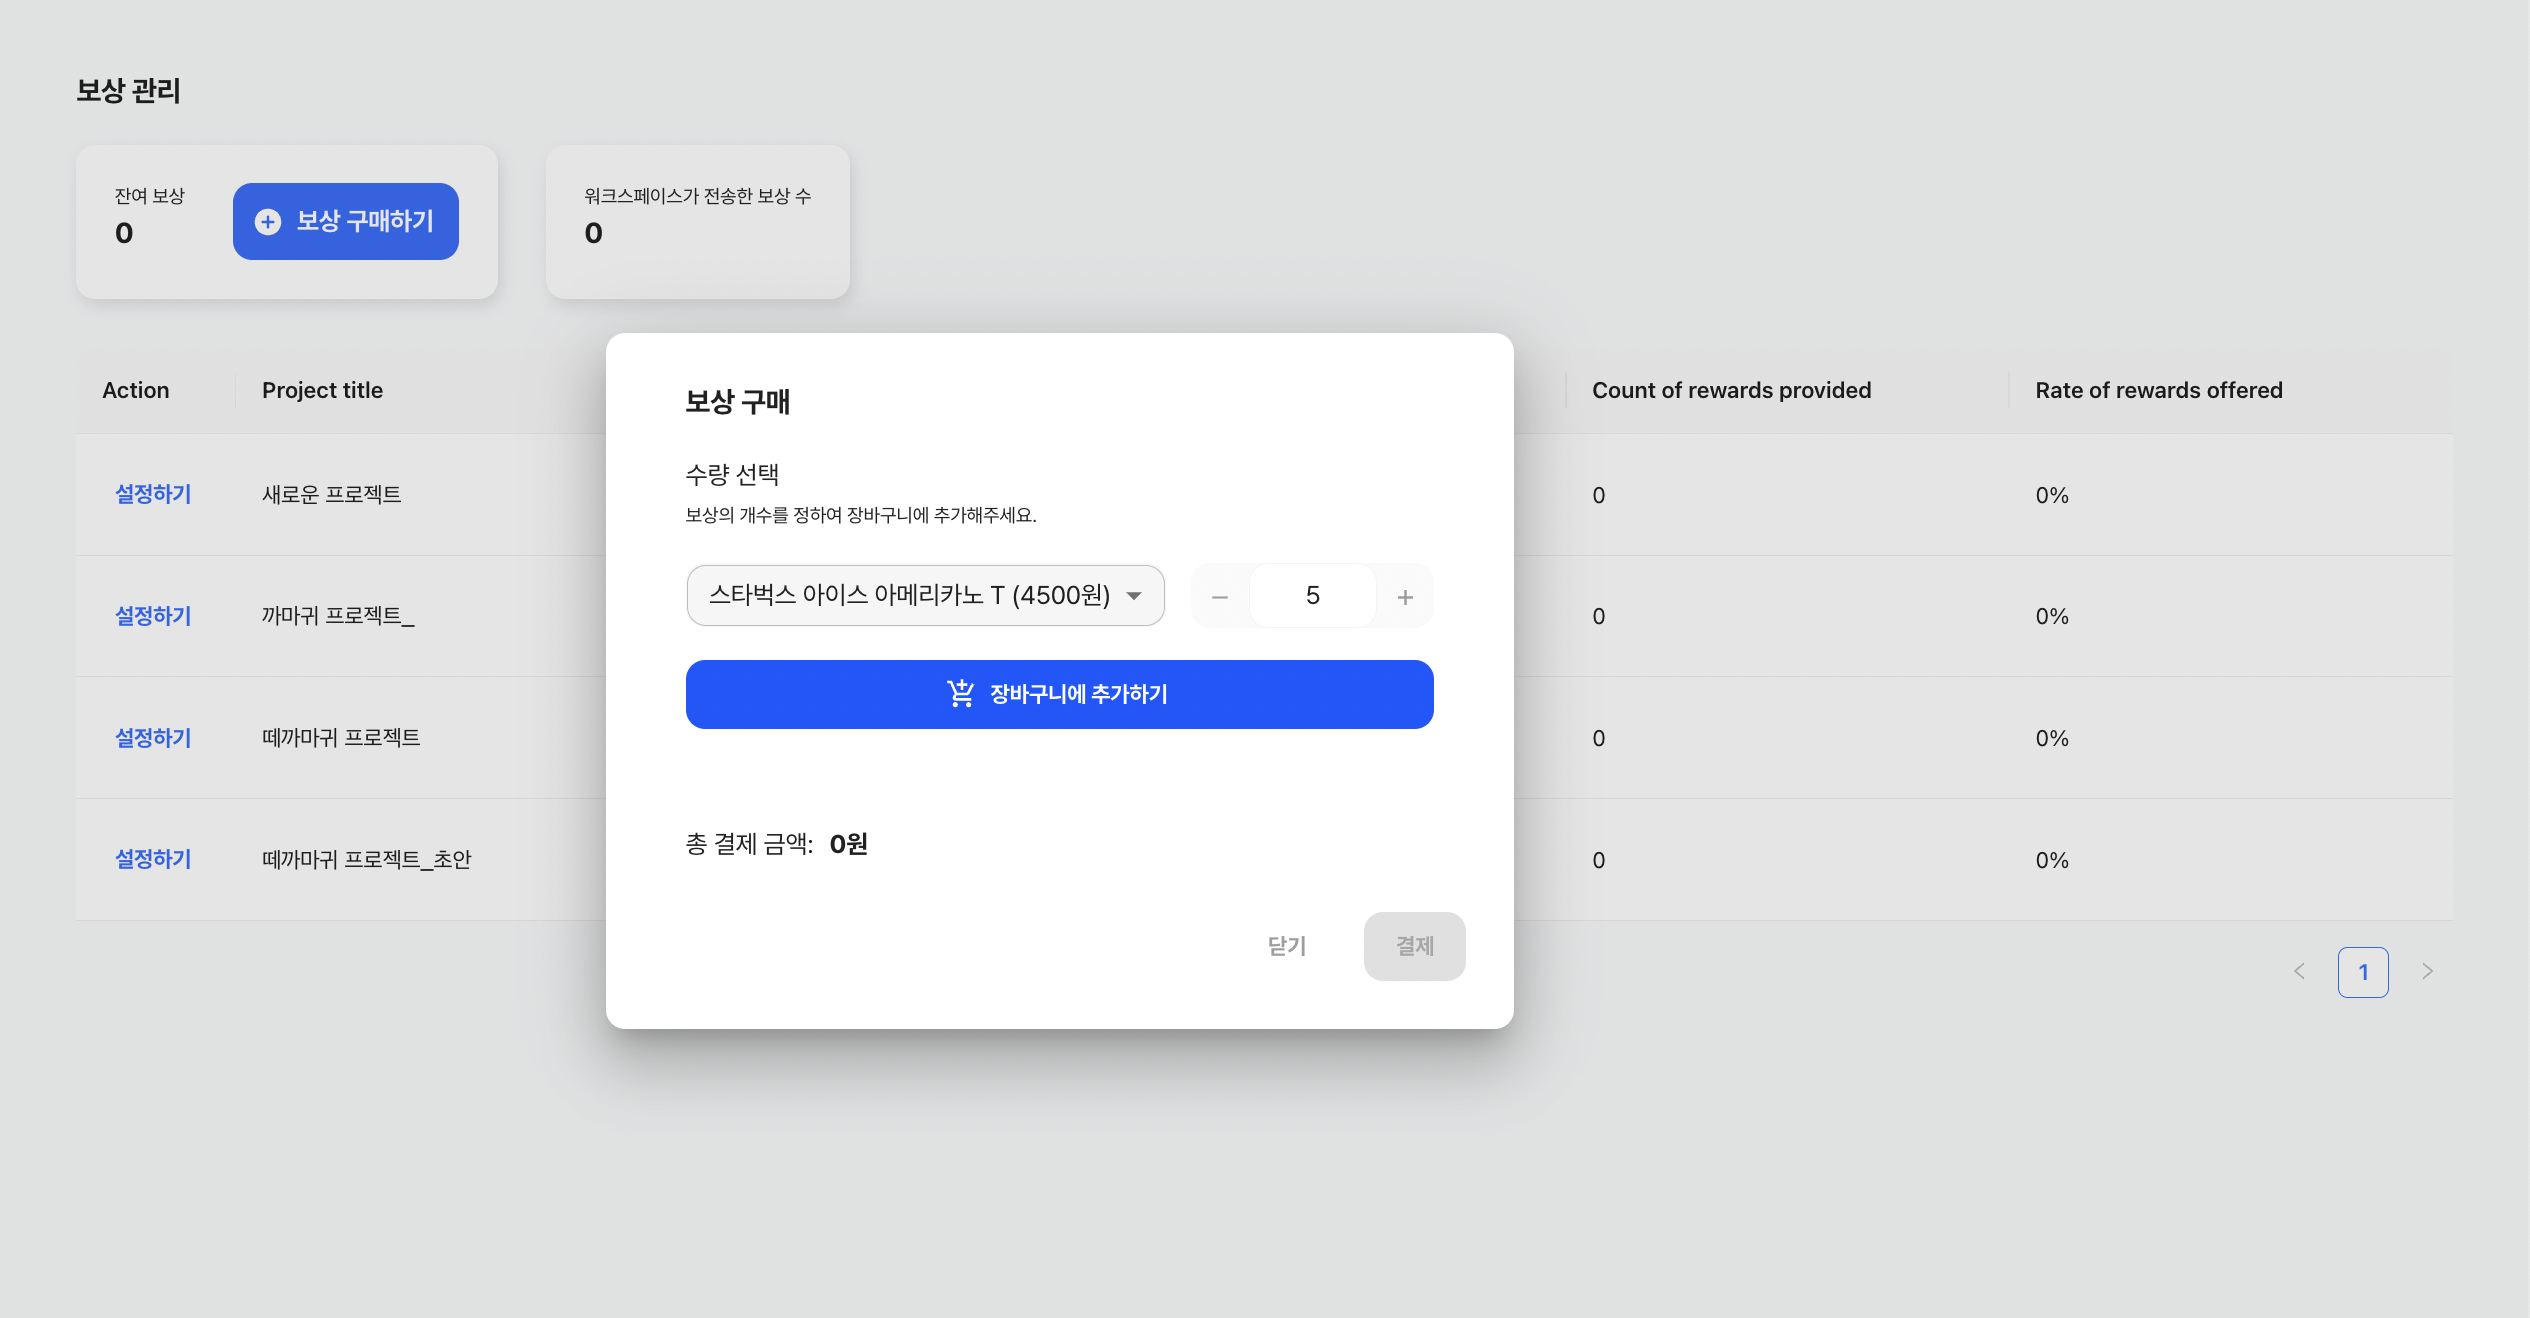 보상 관리
잔여 보상
0
보상 구매하기
워크스페이스가 전송한 보상 수
0
Action
Project title
Count of rewards provided
Rate of rewards offered
설정하기
새로운 프로젝트
0
0%
설정하기
까마귀 프로젝트_
0
0%
설정하기
떼까마귀 프로젝트
0
0%
설정하기
떼까마귀 프로젝트_초안
0
0%
1
보상 구매
수량 선택
보상의 개수를 정하여 장바구니에 추가해주세요.
스타벅스 아이스 아메리카노 T (4500원)
5
장바구니에 추가하기
총 결제 금액: 0원
닫기
결제